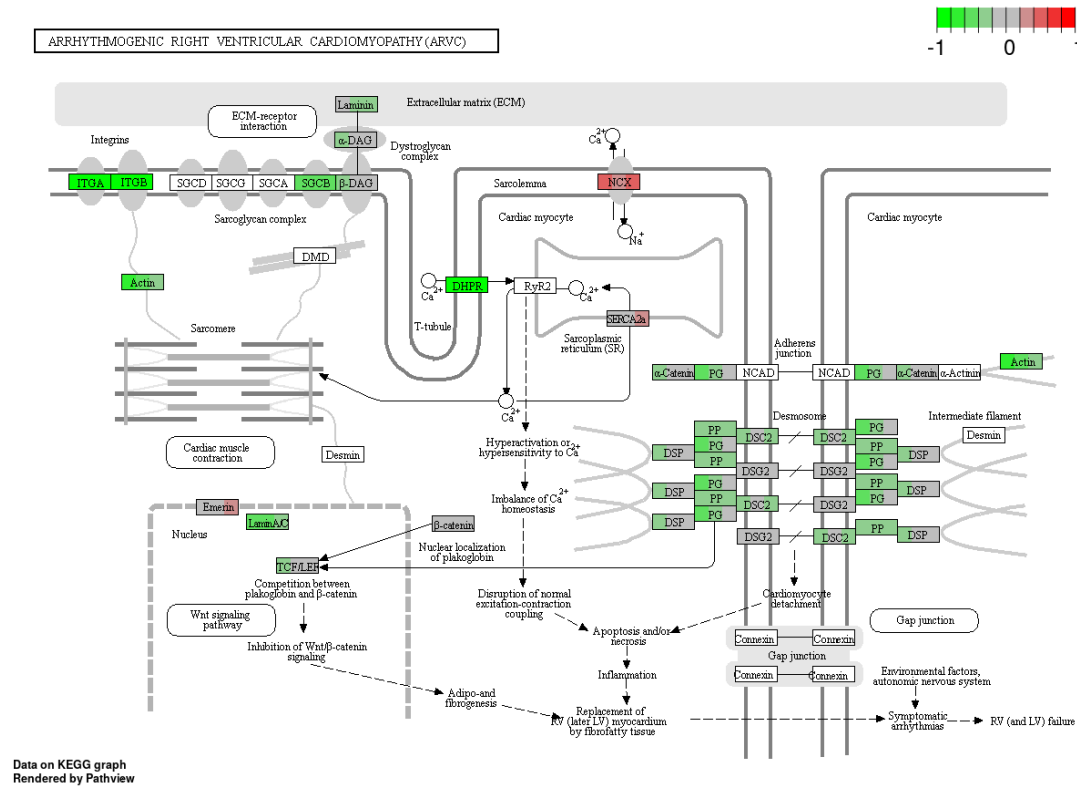 ARRHYTHMOGENIC RIGHT VENTRICULAR CARDIOMYOPATHY (ARVC)
-1 0 1
Laminin
Extracellular matrix (ECM)
ECM-receptor
interaction
Integrins
α-DAG
Dystroglycan
complex
Ca2+
ITGA ITGB SGCD SGCG SGCA SGCB β-DAG
Sarcolemma
NCX
Sarcoglycan complex
Cardiac myocyte
Cardiac myocyte
Na+
DMD
Actin
Ca2+
DHPR
RyR2
Ca2+
T-tubule
SERCA2a
Sarcoplasmic
reticulum (SR)
Sarcomere
Adherens
junction
α-Catenin PG NCAD NCAD PG α-Catenin α-Actinin
Actin
Ca2+
Desmosome
Intermediate filament
Desmin
Cardiac muscle
contraction
Desmin
Hyperactivation or
hypersensitivity to Ca2+
PP
PG
PP
DSP
DSC2
DSC2
PG
PP
PG
DSP
DSG2
DSG2
DSP
PG
PP
PG
DSC2
DSG2
PP
PG
DSP
DSP
DSG2
DSC2
PP
DSP
Imbalance of Ca2+
homeostasis
Emerin
LaminA/C
Nucleus
β-catenin
Nuclear localization
of plakoglobin
TCF/LEF
Competition between
plakoglobin and β-catenin
Disruption of normal
excitation-contraction
coupling
Cardiomyocyte
detachment
Wnt signaling
pathway
Inhibition of Wnt/β-catenin
signaling
Apoptosis and/or
necrosis
Connexin Connexin
Gap junction
Connexin Connexin
Gap junction
Inflammation
Environmental factors,
autonomic nervous system
Adipo-and
fibrogenesis
Replacement of
RV (later LV) myocardium
by fibrofatty tissue
Symptomatic
arrhythmias
RV (and LV) failure
Data on KEGG graph
Rendered by Pathview